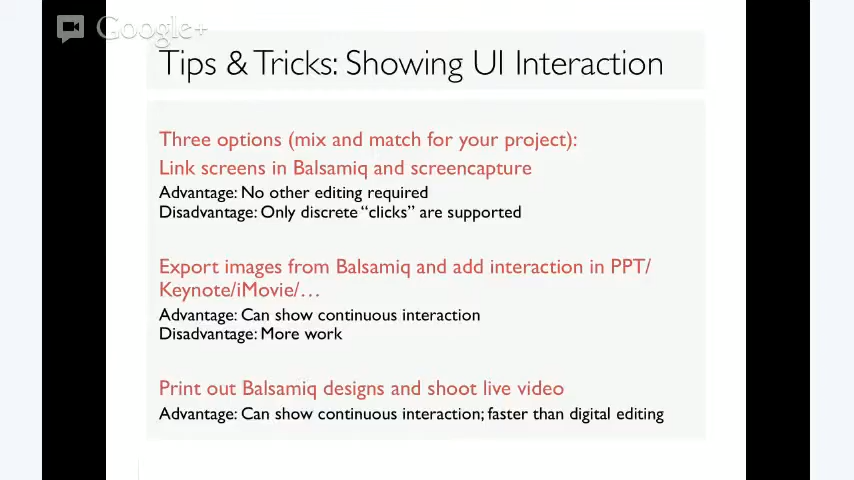 Google+
Tips & Tricks: Showing UI Interaction
Three options (mix and match for your project):
Link screens in Balsamiq and screencapture
Advantage: No other editing required
Disadvantage: Only discrete “clicks” are supported
Export images from Balsamiq and add interaction in PPT/
Keynote/iMovie/…
Advantage: Can show continuous interaction
Disadvantage: More work
Print out Balsamiq designs and shoot live video
Advantage: Can show continuous interaction; faster than digital editing